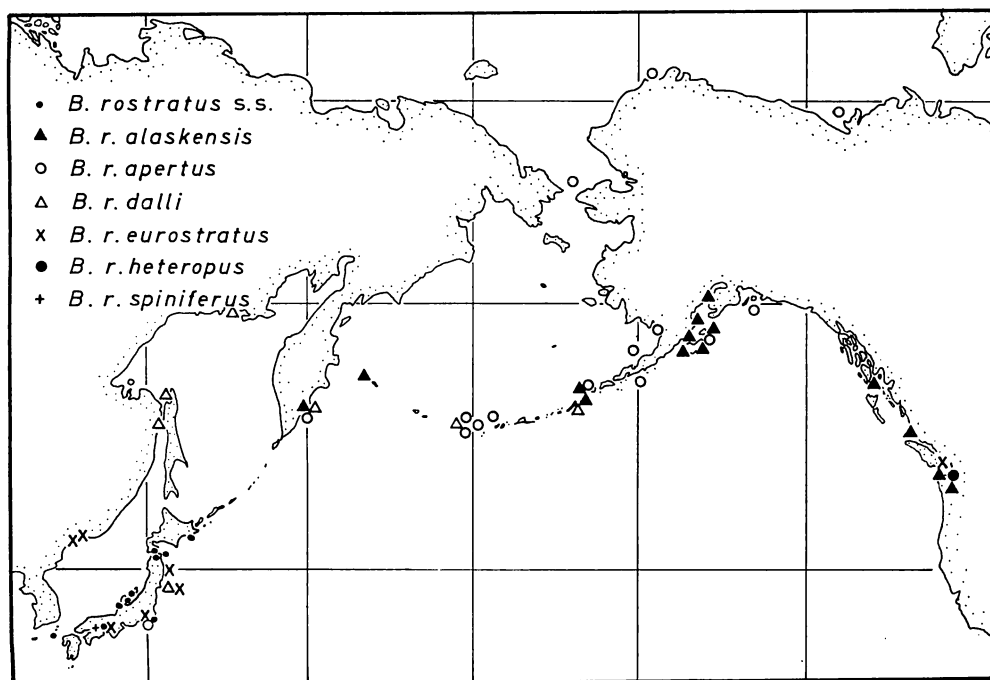 • B. rostratus s.s.
▲ B. r. alaskensis
○ B. r. apertus
△ B. r. dalli
x B. r. eurostratus
● B. r. heteropus
+ B. r. spiniferus